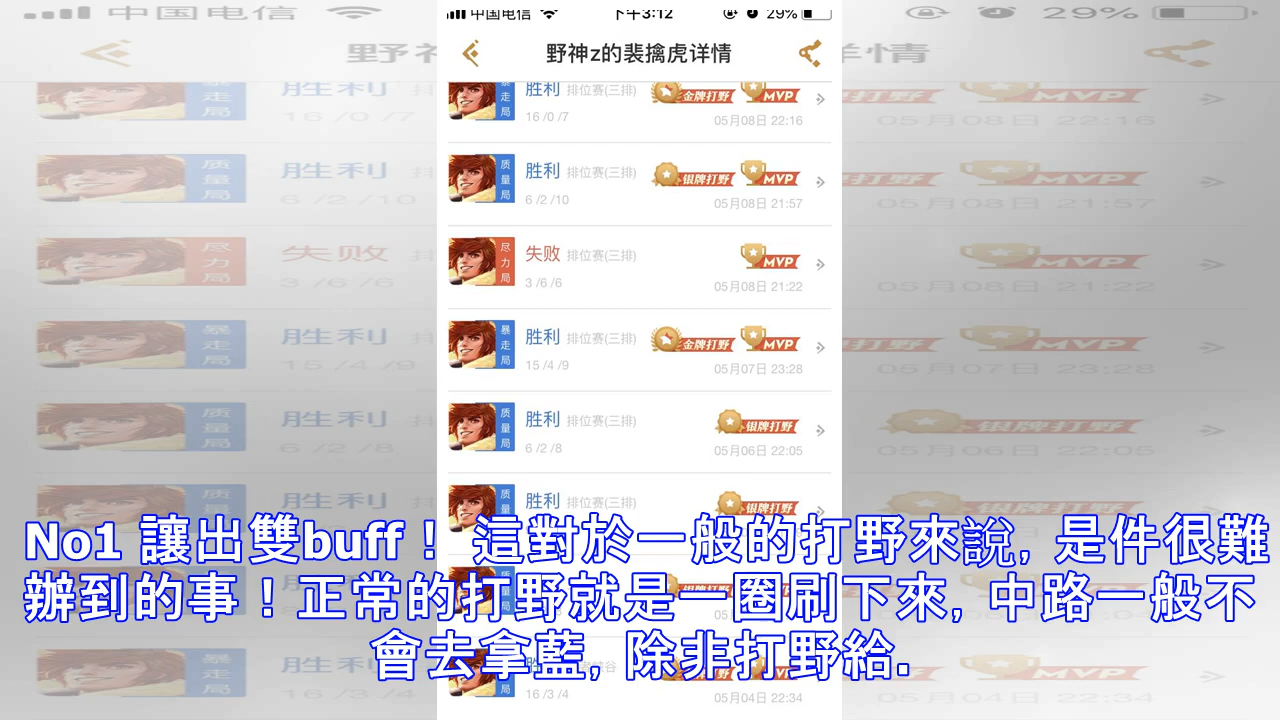 中国电信 下午3:12 29%
野神z的裴擒虎详情
暴走局 胜利 排位赛(三排) 金牌打野 MVP
16 /0 /7 05月08日 22:16
质量局 胜利 排位赛(三排) 银牌打野 MVP
6 /2 /10 05月08日 21:57
尽力局 失败 排位赛(三排) MVP
3 /6 /6 05月08日 21:22
暴走局 胜利 排位赛(三排) 金牌打野 MVP
15 /4 /9 05月07日 23:28
质量局 胜利 排位赛(三排) 银牌打野
6 /2 /8 05月06日 22:05
胜利 排位赛(三排) 银牌打野
No1 讓出雙buff！ 這對於一般的打野來說, 是件很難
辦到的事！正常的打野就是一圈刷下來, 中路一般不
會去拿藍, 除非打野給.
16 /3 /4 05月04日 22:34